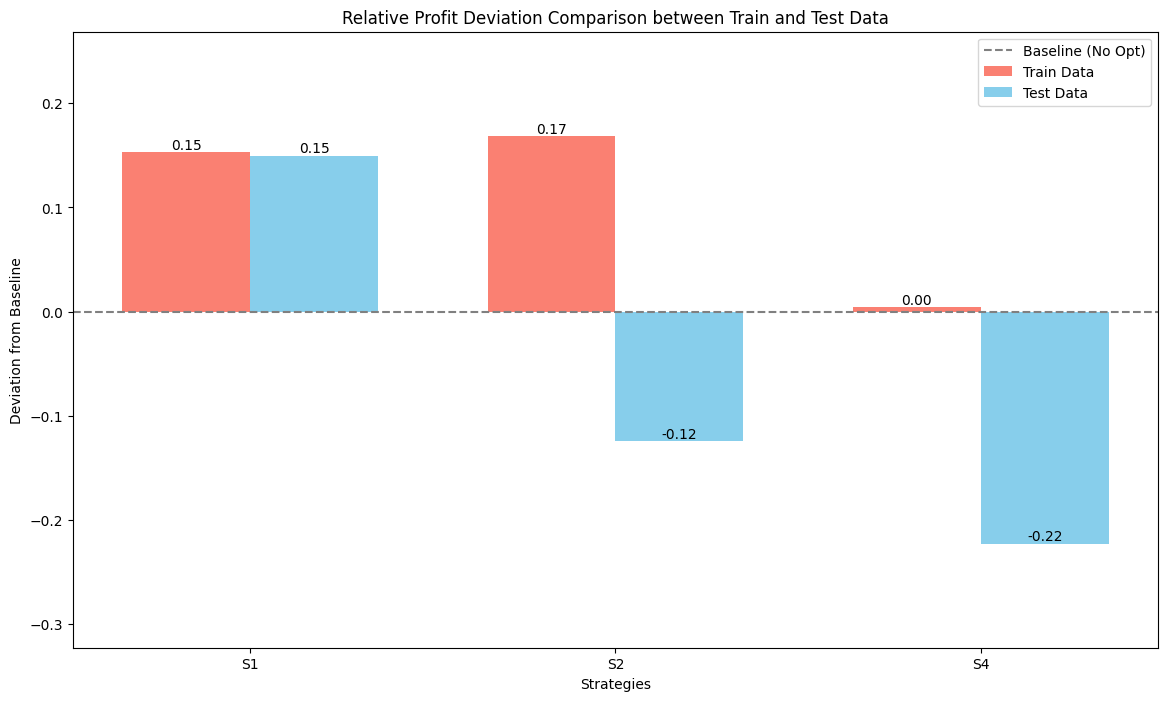 Relative Profit Deviation Comparison between Train and Test Data
Baseline (No Opt)
Train Data
Test Data
Deviation from Baseline
0.2
0.1
0.0
−0.1
−0.2
−0.3
0.15
0.15
0.17
-0.12
0.00
-0.22
S1
S2
S4
Strategies